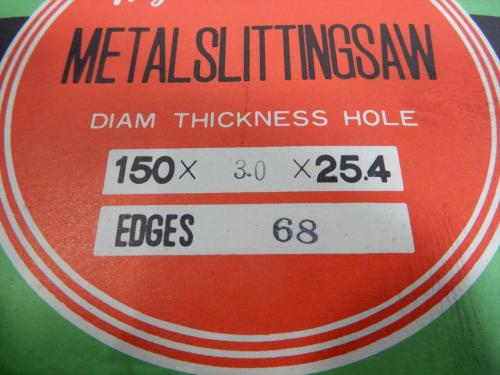 METALSLITTINGSAW
DIAM THICKNESS HOLE
150× 3.0 ×25.4
EDGES 68